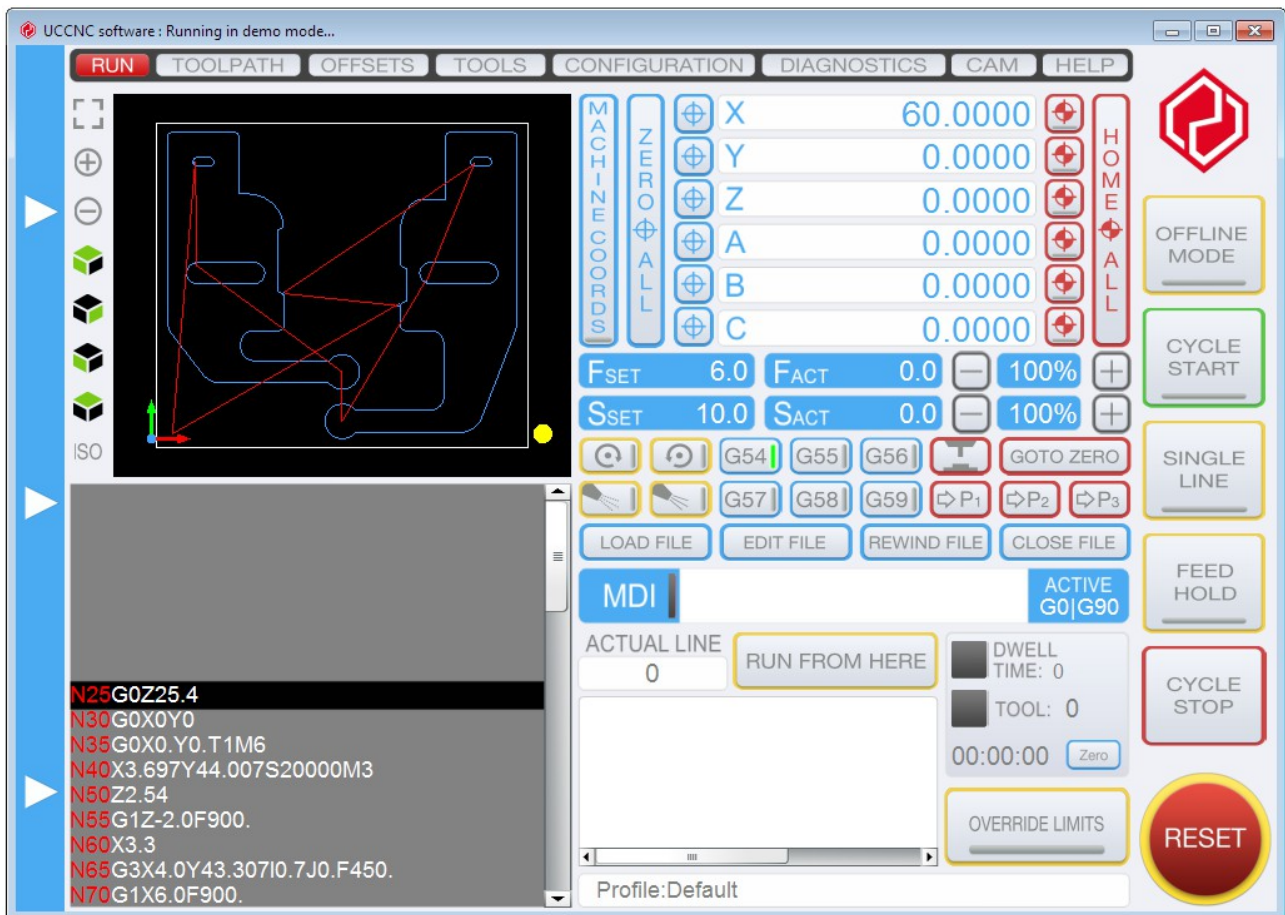 UCCNC software : Running in demo mode...
RUN TOOLPATH OFFSETS TOOLS CONFIGURATION DIAGNOSTICS CAM HELP
ISO
MACHINE COORDS
ZERO ALL
X 60.0000
Y 0.0000
Z 0.0000
A 0.0000
B 0.0000
C 0.0000
HOME ALL
FSET 6.0 FACT 0.0 100%
SSET 10.0 SACT 0.0 100%
G54 G55 G56 GOTO ZERO
G57 G58 G59 P1 P2 P3
LOAD FILE EDIT FILE REWIND FILE CLOSE FILE
MDI
ACTIVE
G0|G90
ACTUAL LINE
0
RUN FROM HERE
DWELL
TIME: 0
TOOL: 0
00:00:00 Zero
OVERRIDE LIMITS
Profile:Default
N25G0Z25.4
N30G0X0Y0
N35G0X0.Y0.T1M6
N40X3.697Y44.007S20000M3
N50Z2.54
N55G1Z-2.0F900.
N60X3.3
N65G3X4.0Y43.307I0.7J0.F450.
N70G1X6.0F900.
OFFLINE
MODE
CYCLE
START
SINGLE
LINE
FEED
HOLD
CYCLE
STOP
RESET